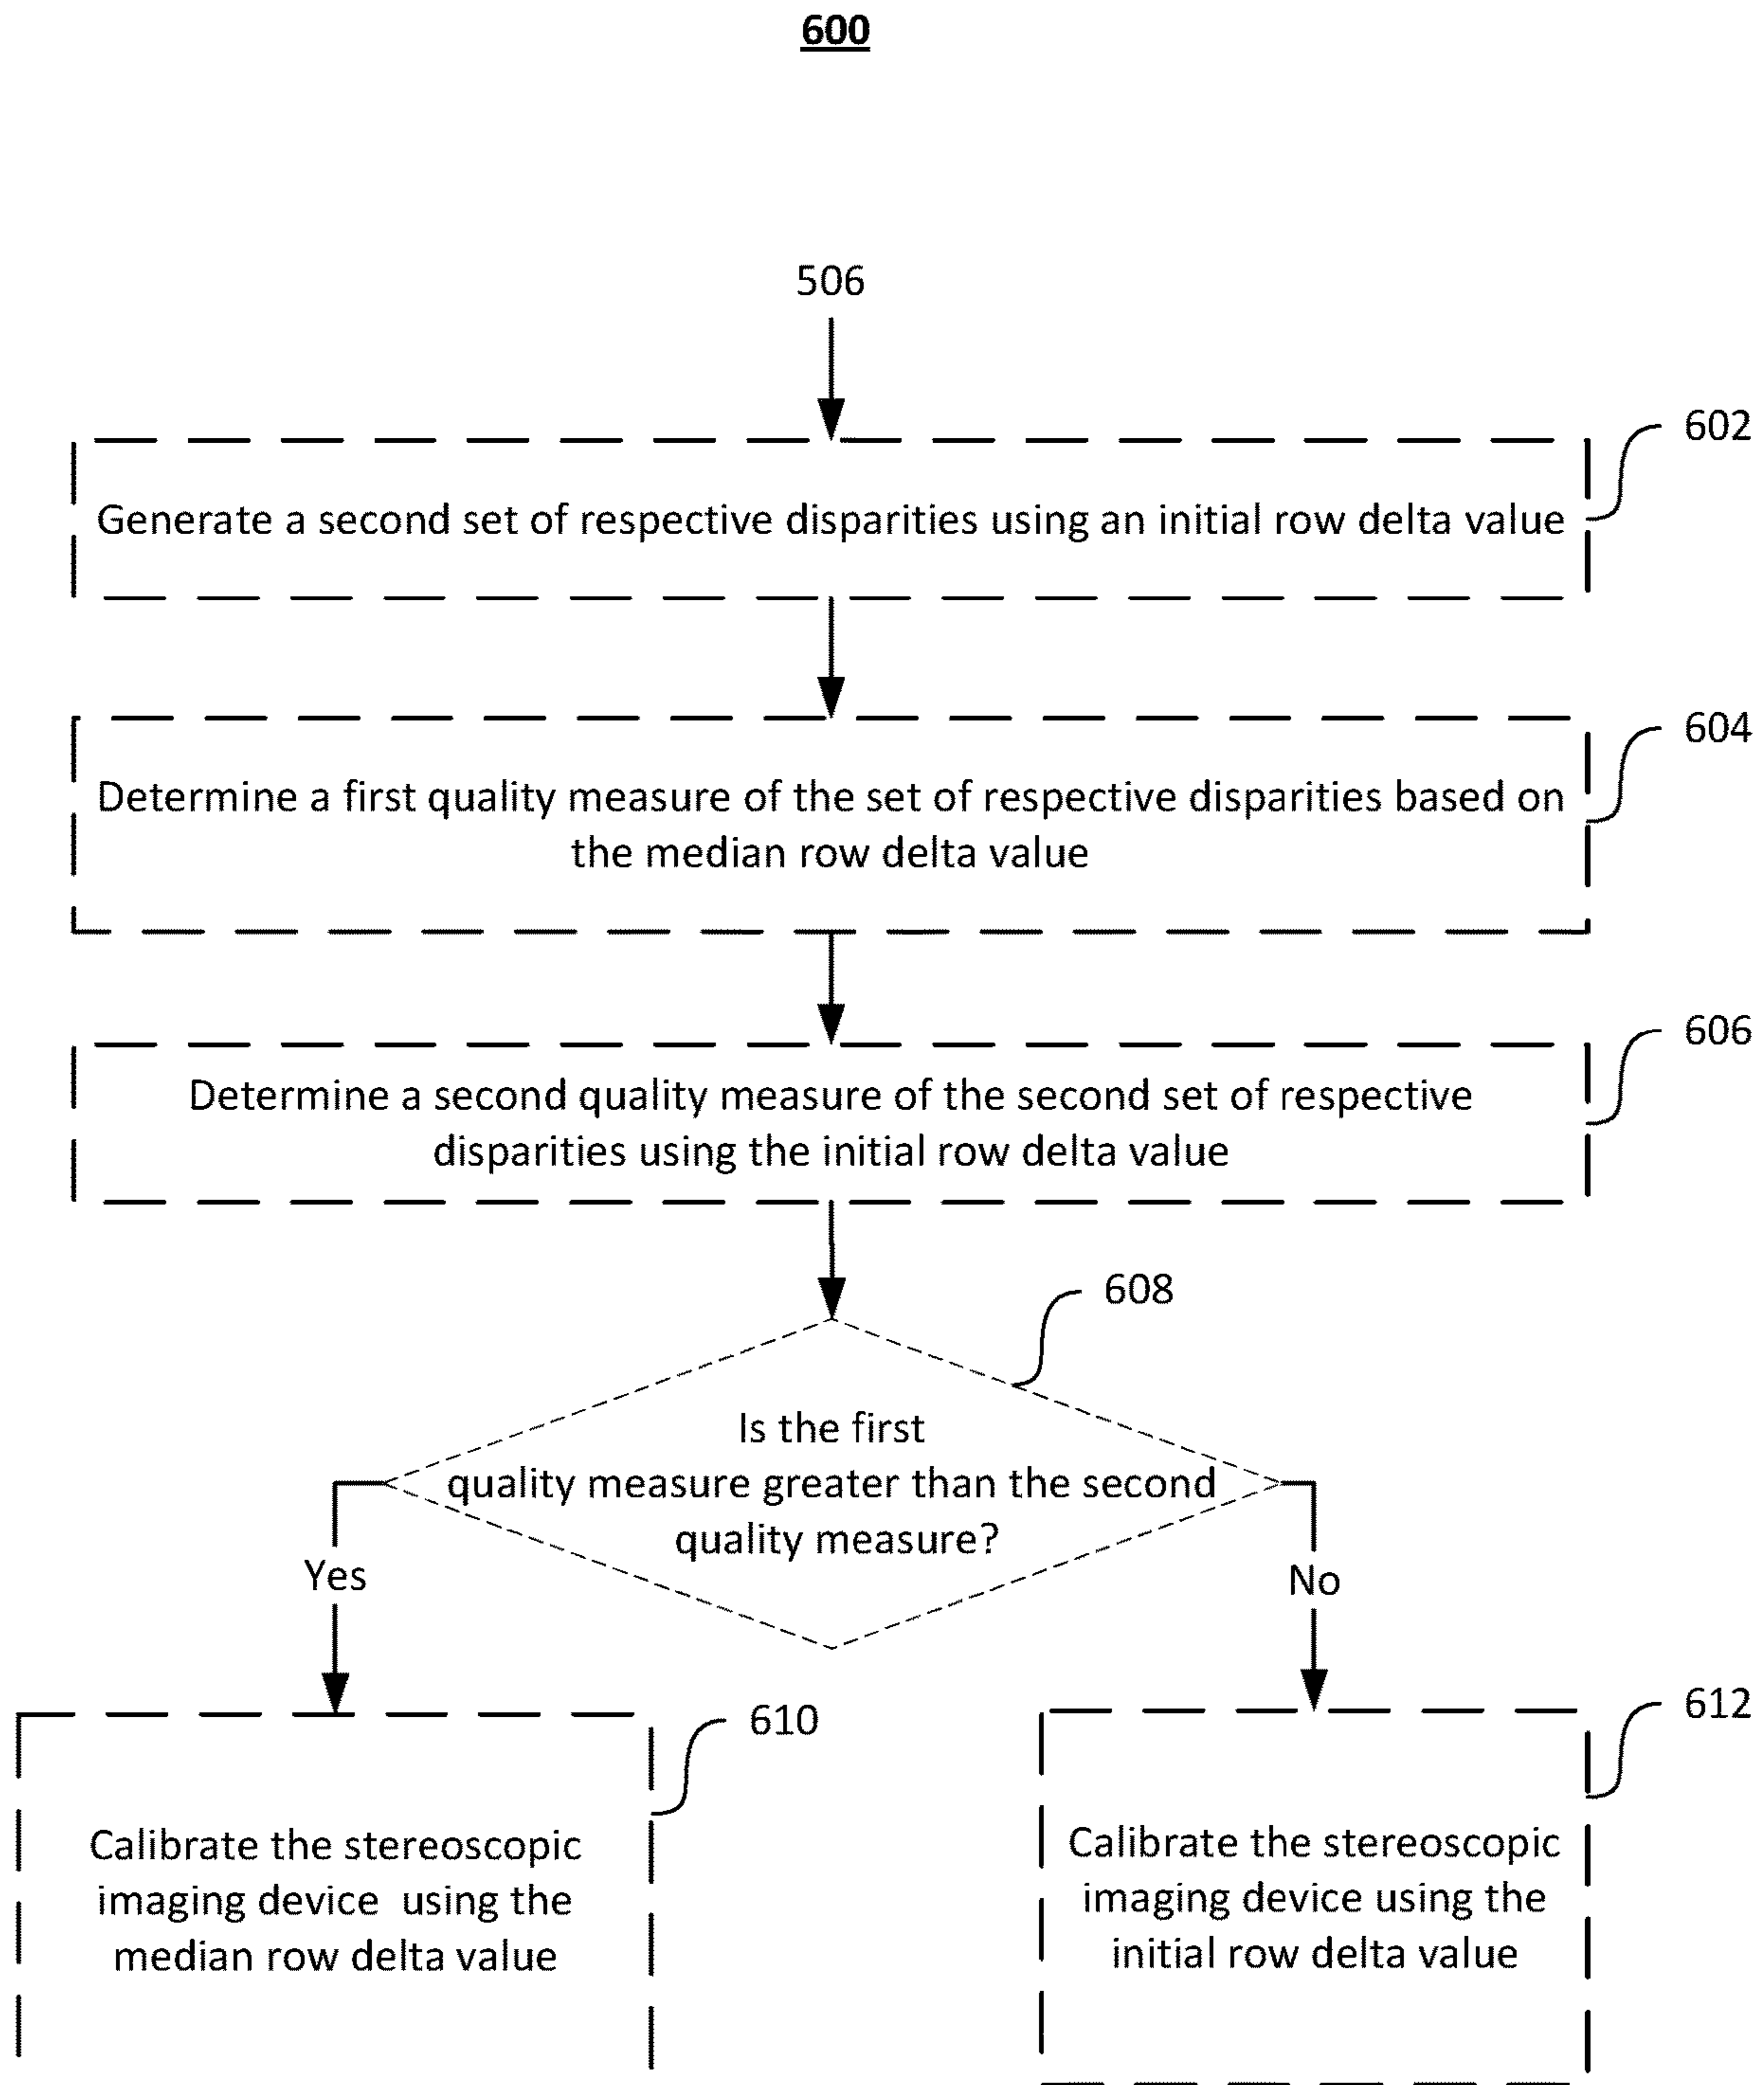 600
506
602
Generate a second set of respective disparities using an initial row delta value
604
Determine a first quality measure of the set of respective disparities based on
the median row delta value
606
Determine a second quality measure of the second set of respective
disparities using the initial row delta value
608
Is the first
quality measure greater than the second
quality measure?
Yes
No
610
612
Calibrate the stereoscopic
imaging device  using the
median row delta value
Calibrate the stereoscopic
imaging device using the
initial row delta value